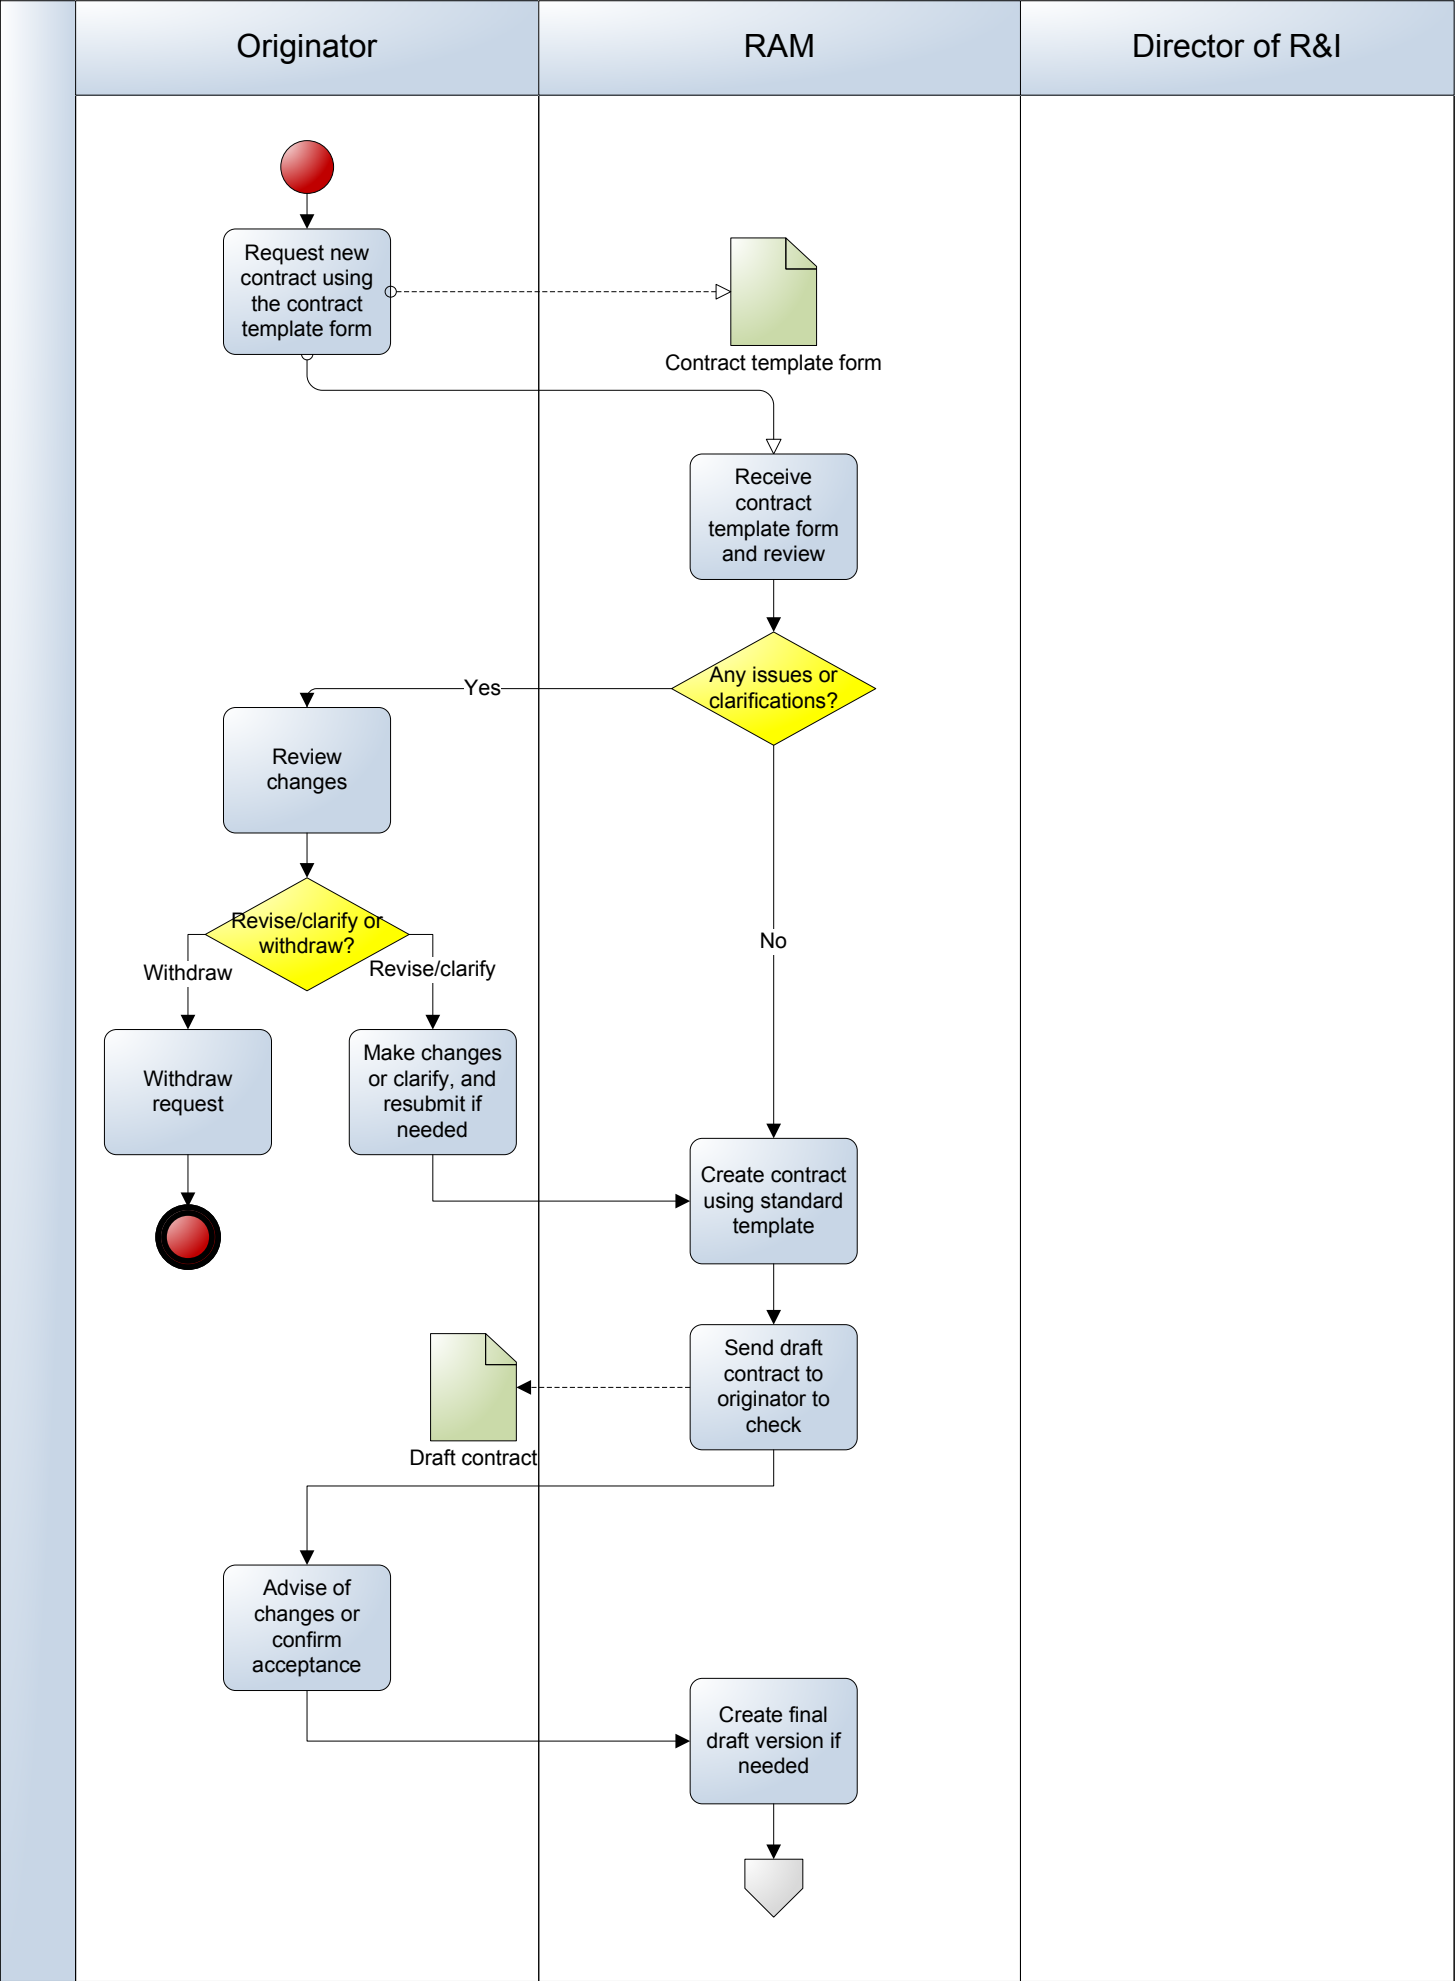 Originator
RAM
Director of R&I
Request new
contract using
the contract
template form
Contract template form
Receive
contract
template form
and review
Any issues or
clarifications?
Yes
Review
changes
No
Revise/clarify or
withdraw?
Withdraw
Revise/clarify
Withdraw
request
Make changes
or clarify, and
resubmit if
needed
Create contract
using standard
template
Send draft
contract to
originator to
check
Draft contract
Advise of
changes or
confirm
acceptance
Create final
draft version if
needed